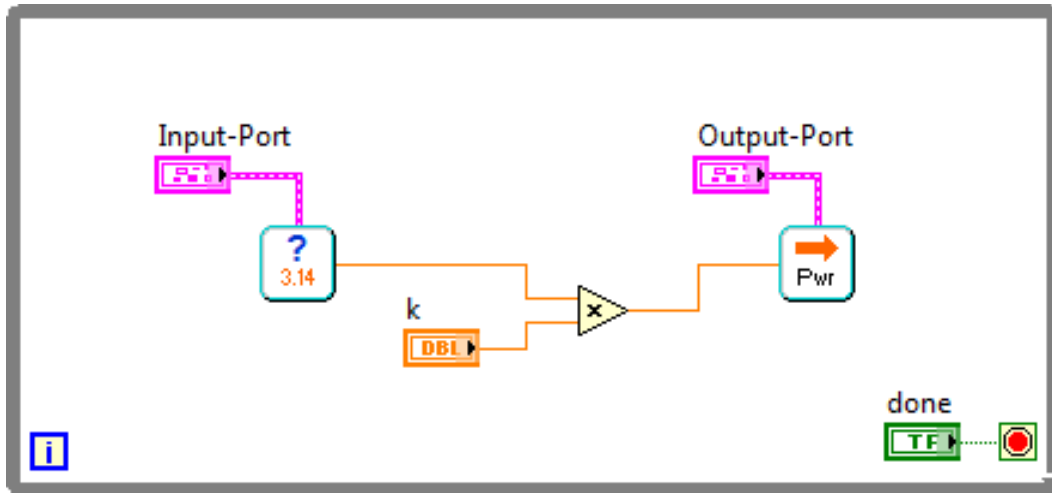 Input-Port
Output-Port
?
3.14
Pwr
k
×
DBL
done
TF
i